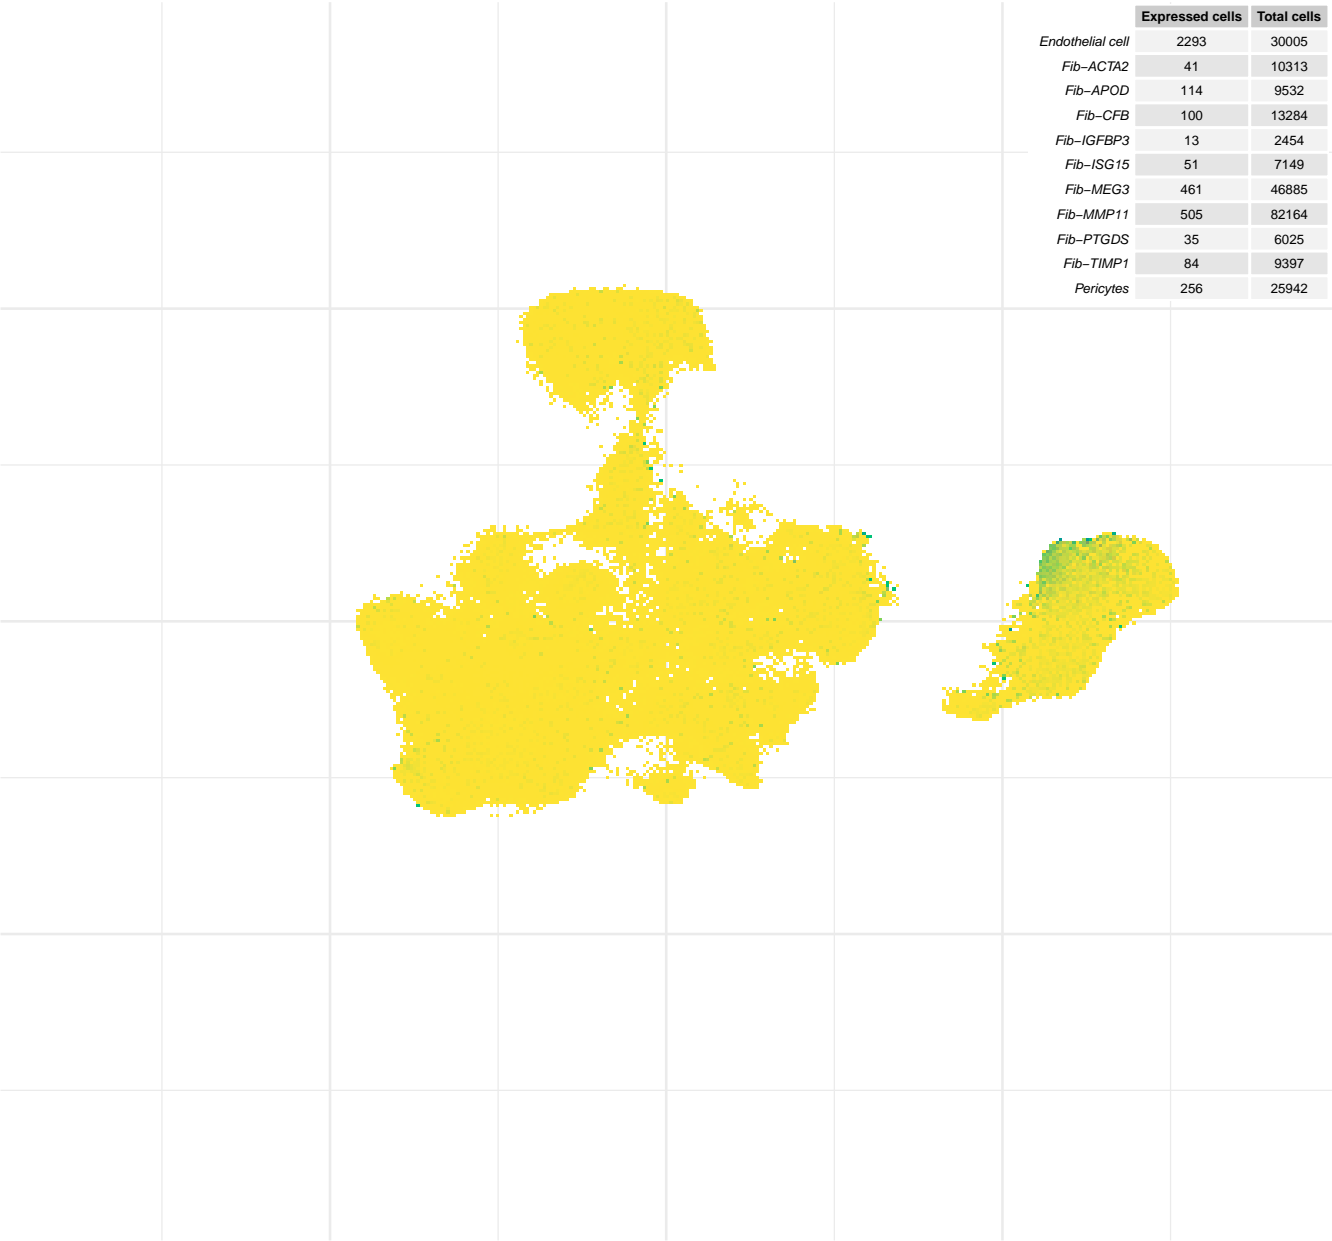 Expressed cells Total cells
Endothelial cell 2293 30005
Fib−ACTA2 41 10313
Fib−APOD 114 9532
Fib−CFB 100 13284
Fib−IGFBP3 13 2454
Fib−ISG15 51 7149
Fib−MEG3 461 46885
Fib−MMP11 505 82164
Fib−PTGDS 35 6025
Fib−TIMP1 84 9397
Pericytes 256 25942